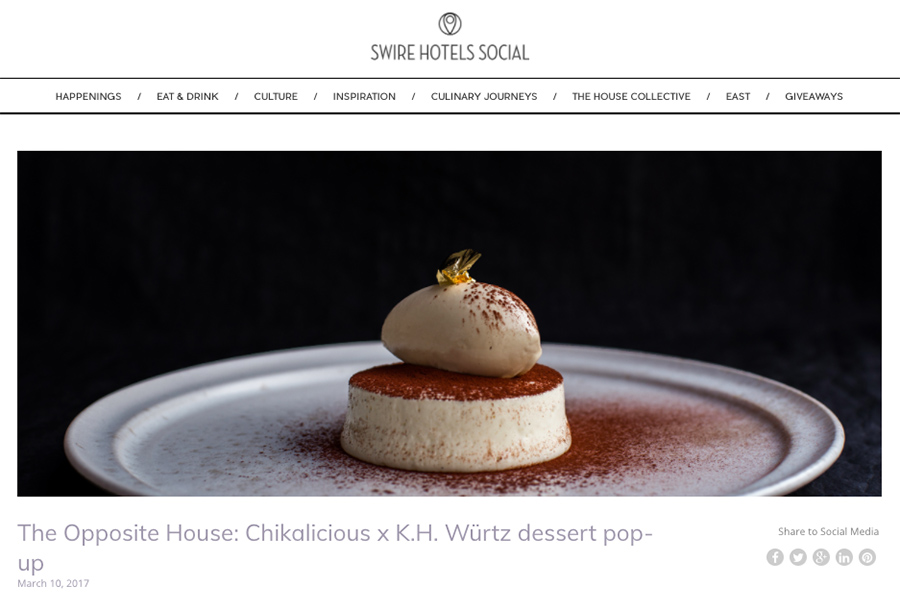 SWIRE HOTELS SOCIAL
HAPPENINGS / EAT & DRINK / CULTURE / INSPIRATION / CULINARY JOURNEYS / THE HOUSE COLLECTIVE / EAST / GIVEAWAYS
The Opposite House: Chikalicious x K.H. Würtz dessert pop-
up
March 10, 2017
Share to Social Media